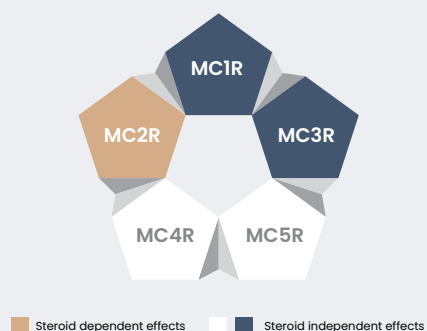 MC1R
MC2R
MC3R
MC4R
MC5R
Steroid dependent effects
Steroid independent effects